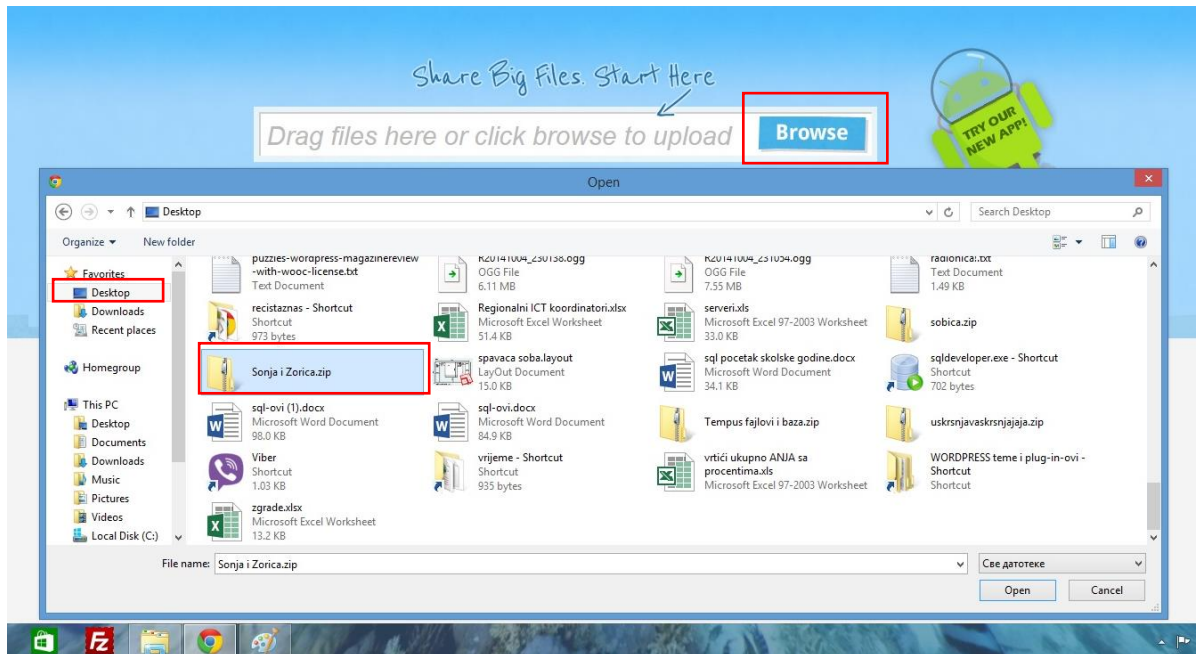 Share Big Files. Start Here
Drag files here or click browse to upload
Browse
TRY OUR
NEW APP!
Open
Desktop
Search Desktop
Organize
New folder
Favorites
Desktop
Downloads
Recent places
Homegroup
This PC
Desktop
Documents
Downloads
Music
Pictures
Videos
Local Disk (C:)
puzzles-wordpress-magazinereview
-with-wooc-license.txt
Text Document
R20141004_230138.ogg
OGG File
6.11 MB
R20141004_231054.ogg
OGG File
7.55 MB
radionica!.txt
Text Document
1.49 KB
recistaznas - Shortcut
Shortcut
973 bytes
Regionalni ICT koordinatori.xlsx
Microsoft Excel Worksheet
51.4 KB
serveri.xls
Microsoft Excel 97-2003 Worksheet
33.0 KB
sobica.zip
Sonja i Zorica.zip
spavaca soba.layout
LayOut Document
15.0 KB
sql pocetak skolske godine.docx
Microsoft Word Document
34.1 KB
sqldeveloper.exe - Shortcut
Shortcut
702 bytes
sql-ovi (1).docx
Microsoft Word Document
98.0 KB
sql-ovi.docx
Microsoft Word Document
84.9 KB
Tempus fajlovi i baza.zip
uskrsnjavaskrsnjajaja.zip
Viber
Shortcut
1.03 KB
vrijeme - Shortcut
Shortcut
935 bytes
vrtići ukupno ANJA sa
procentima.xls
Microsoft Excel 97-2003 Worksheet
WORDPRESS teme i plug-in-ovi -
Shortcut
Shortcut
zgrade.xlsx
Microsoft Excel Worksheet
13.2 KB
File name: Sonja i Zorica.zip
Све датотеке
Open
Cancel